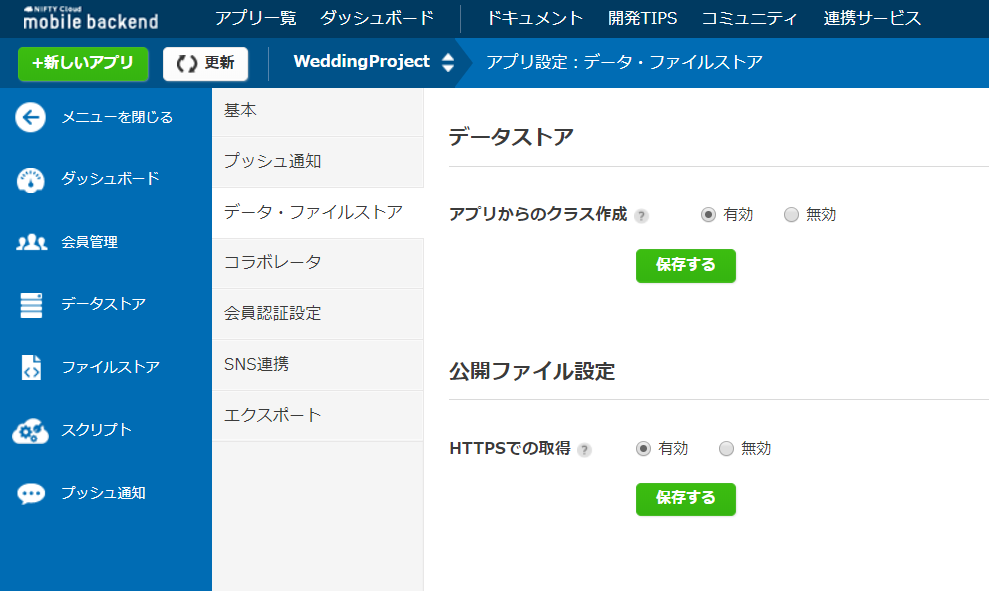 NIFTY Cloud
mobile backend
アプリ一覧 ダッシュボード ドキュメント 開発TIPS コミュニティ 連携サービス
+新しいアプリ 更新 WeddingProject アプリ設定：データ・ファイルストア
メニューを閉じる
ダッシュボード
会員管理
データストア
ファイルストア
スクリプト
プッシュ通知
基本
プッシュ通知
データ・ファイルストア
コラボレータ
会員認証設定
SNS連携
エクスポート
データストア
アプリからのクラス作成 ? 有効 無効
保存する
公開ファイル設定
HTTPSでの取得 ? 有効 無効
保存する